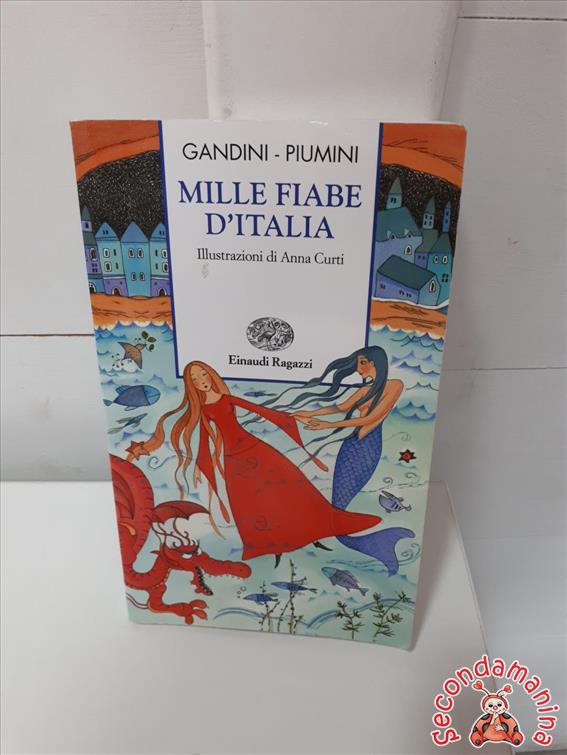 GANDINI - PIUMINI
MILLE FIABE
D'ITALIA
Illustrazioni di Anna Curti
Einaudi Ragazzi
Secondamanina